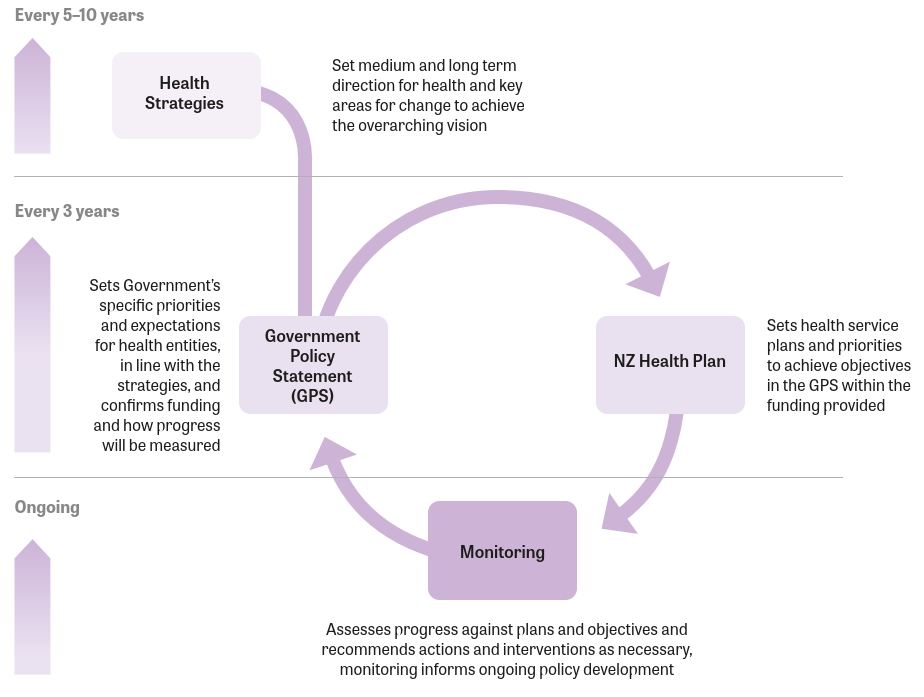 Every 5–10 years
Health
Strategies
Set medium and long term
direction for health and key
areas for change to achieve
the overarching vision
Every 3 years
Sets Government’s
specific priorities
and expectations
for health entities,
in line with the
strategies, and
confirms funding
and how progress
will be measured
Government
Policy
Statement
(GPS)
NZ Health Plan
Sets health service
plans and priorities
to achieve objectives
in the GPS within the
funding provided
Ongoing
Monitoring
Assesses progress against plans and objectives and
recommends actions and interventions as necessary,
monitoring informs ongoing policy development